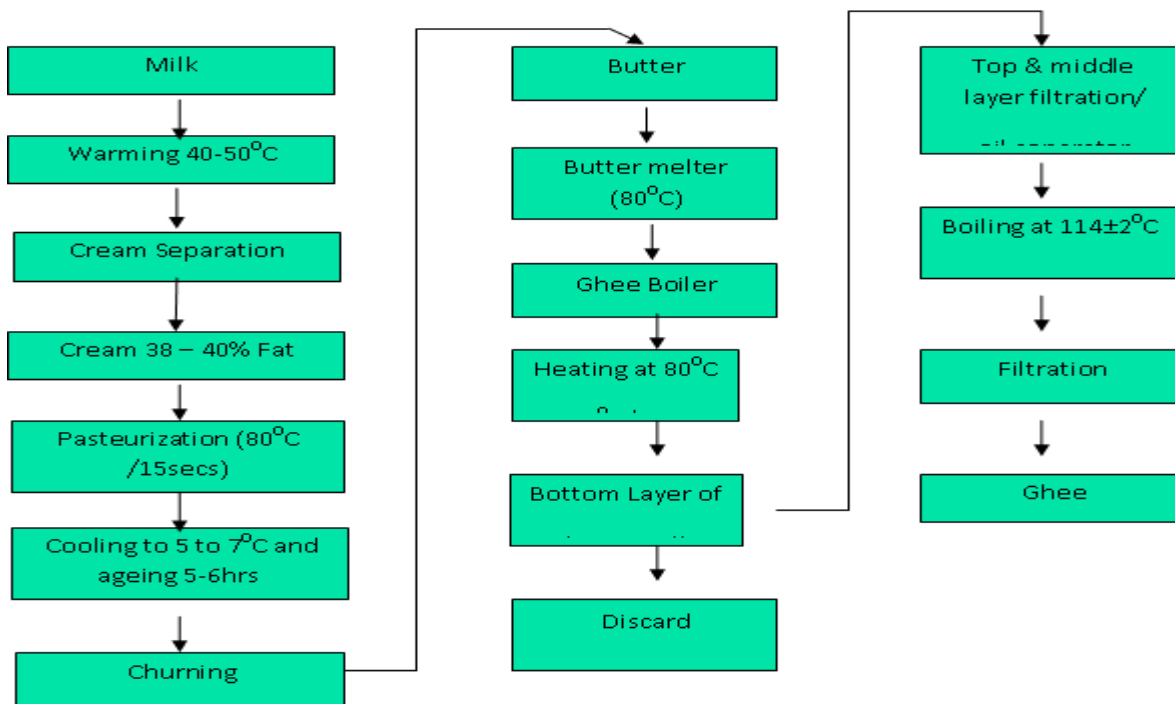 Milk
Warming 40-50°C
Cream Separation
Cream 38 – 40% Fat
Pasteurization (80°C
/15secs)
Cooling to 5 to 7°C and
ageing 5-6hrs
Churning
Butter
Butter melter
(80°C)
Ghee Boiler
Heating at 80°C
Bottom Layer of
Discard
Top & middle
layer filtration/
Boiling at 114±2°C
Filtration
Ghee